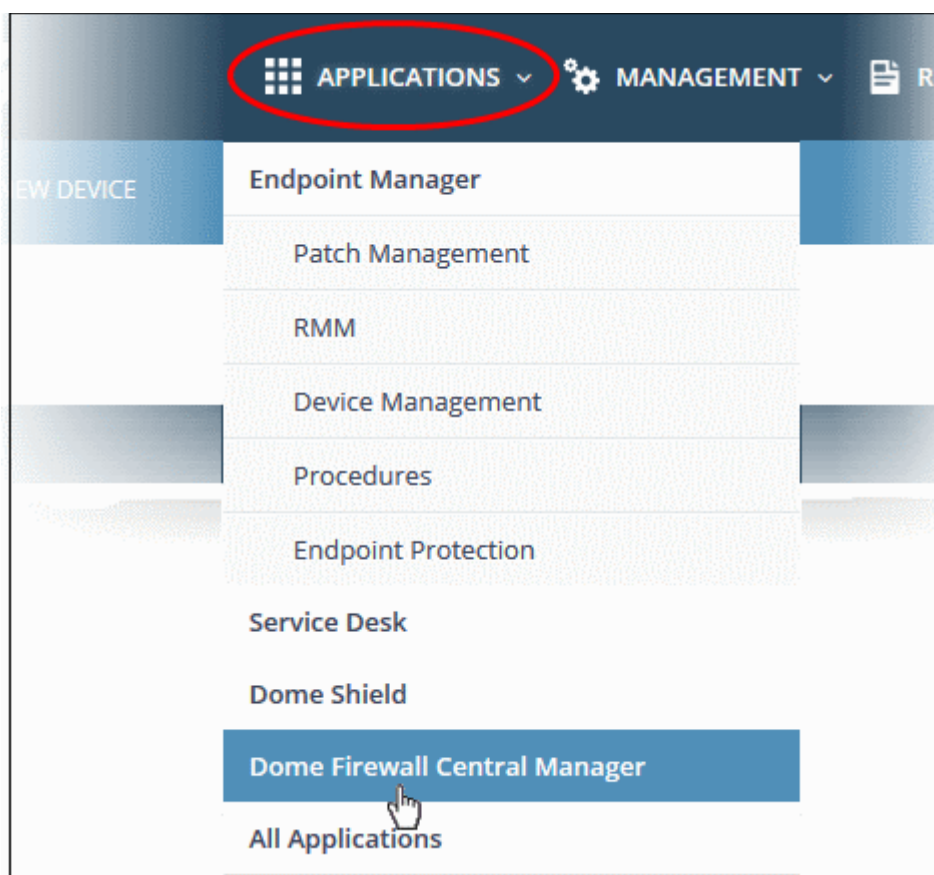 APPLICATIONS MANAGEMENT R
EW DEVICE
Endpoint Manager
Patch Management
RMM
Device Management
Procedures
Endpoint Protection
Service Desk
Dome Shield
Dome Firewall Central Manager
All Applications